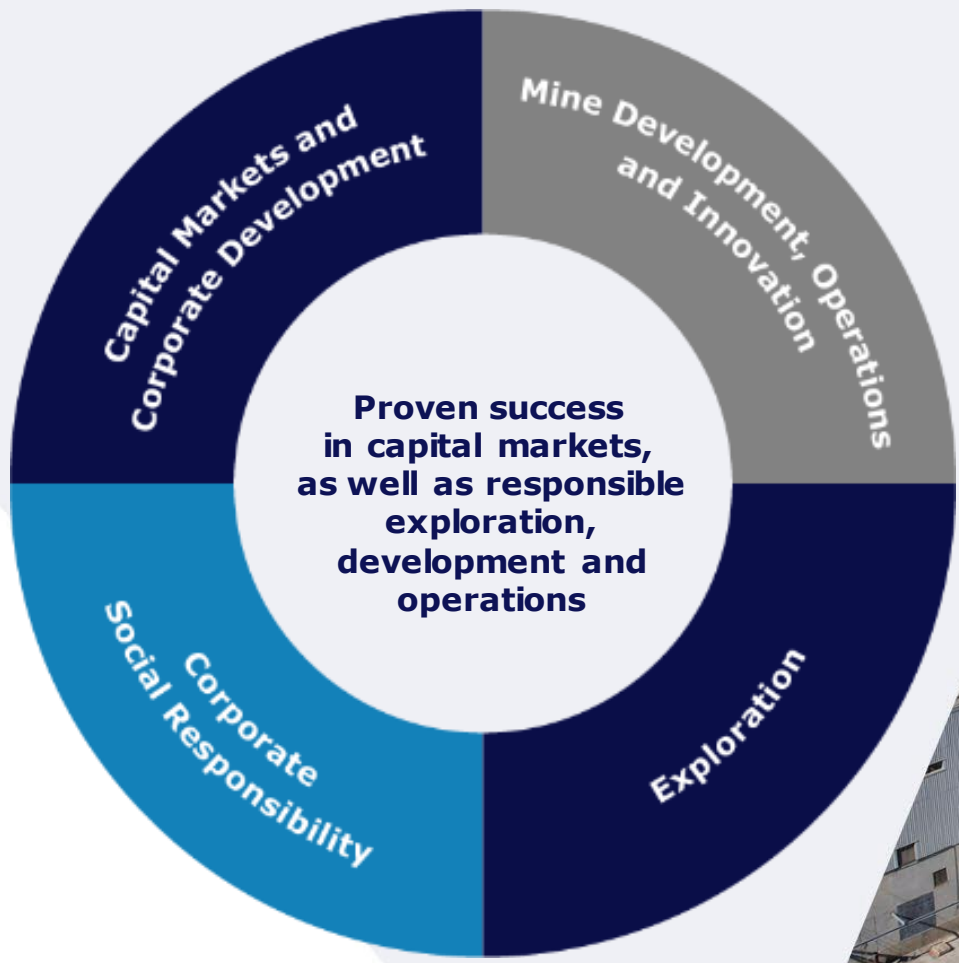 Capital Markets and
Corporate Development
Mine Development, Operations
and Innovation
Proven success
in capital markets,
as well as responsible
exploration,
development and
operations
Corporate
Social Responsibility
Exploration